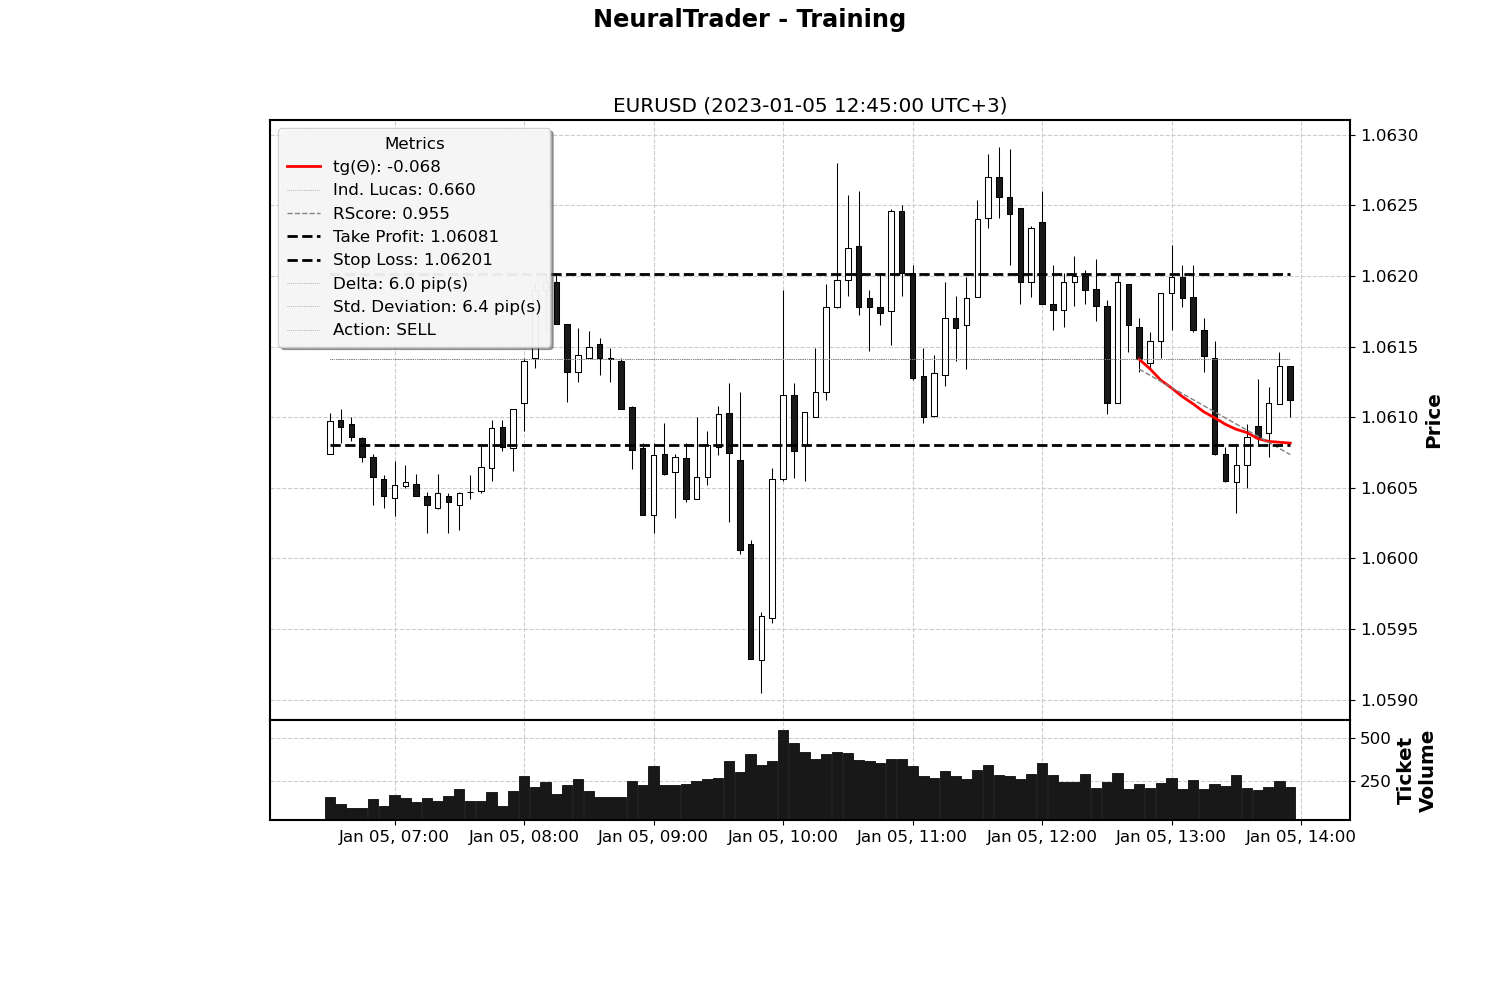 NeuralTrader - Training
EURUSD (2023-01-05 12:45:00 UTC+3)
Metrics
tg(Θ): -0.068
Ind. Lucas: 0.660
RScore: 0.955
Take Profit: 1.06081
Stop Loss: 1.06201
Delta: 6.0 pip(s)
Std. Deviation: 6.4 pip(s)
Action: SELL
1.0630
1.0625
1.0620
1.0615
1.0610
1.0605
1.0600
1.0595
1.0590
Price
500
250
Ticket
Volume
Jan 05, 07:00
Jan 05, 08:00
Jan 05, 09:00
Jan 05, 10:00
Jan 05, 11:00
Jan 05, 12:00
Jan 05, 13:00
Jan 05, 14:00